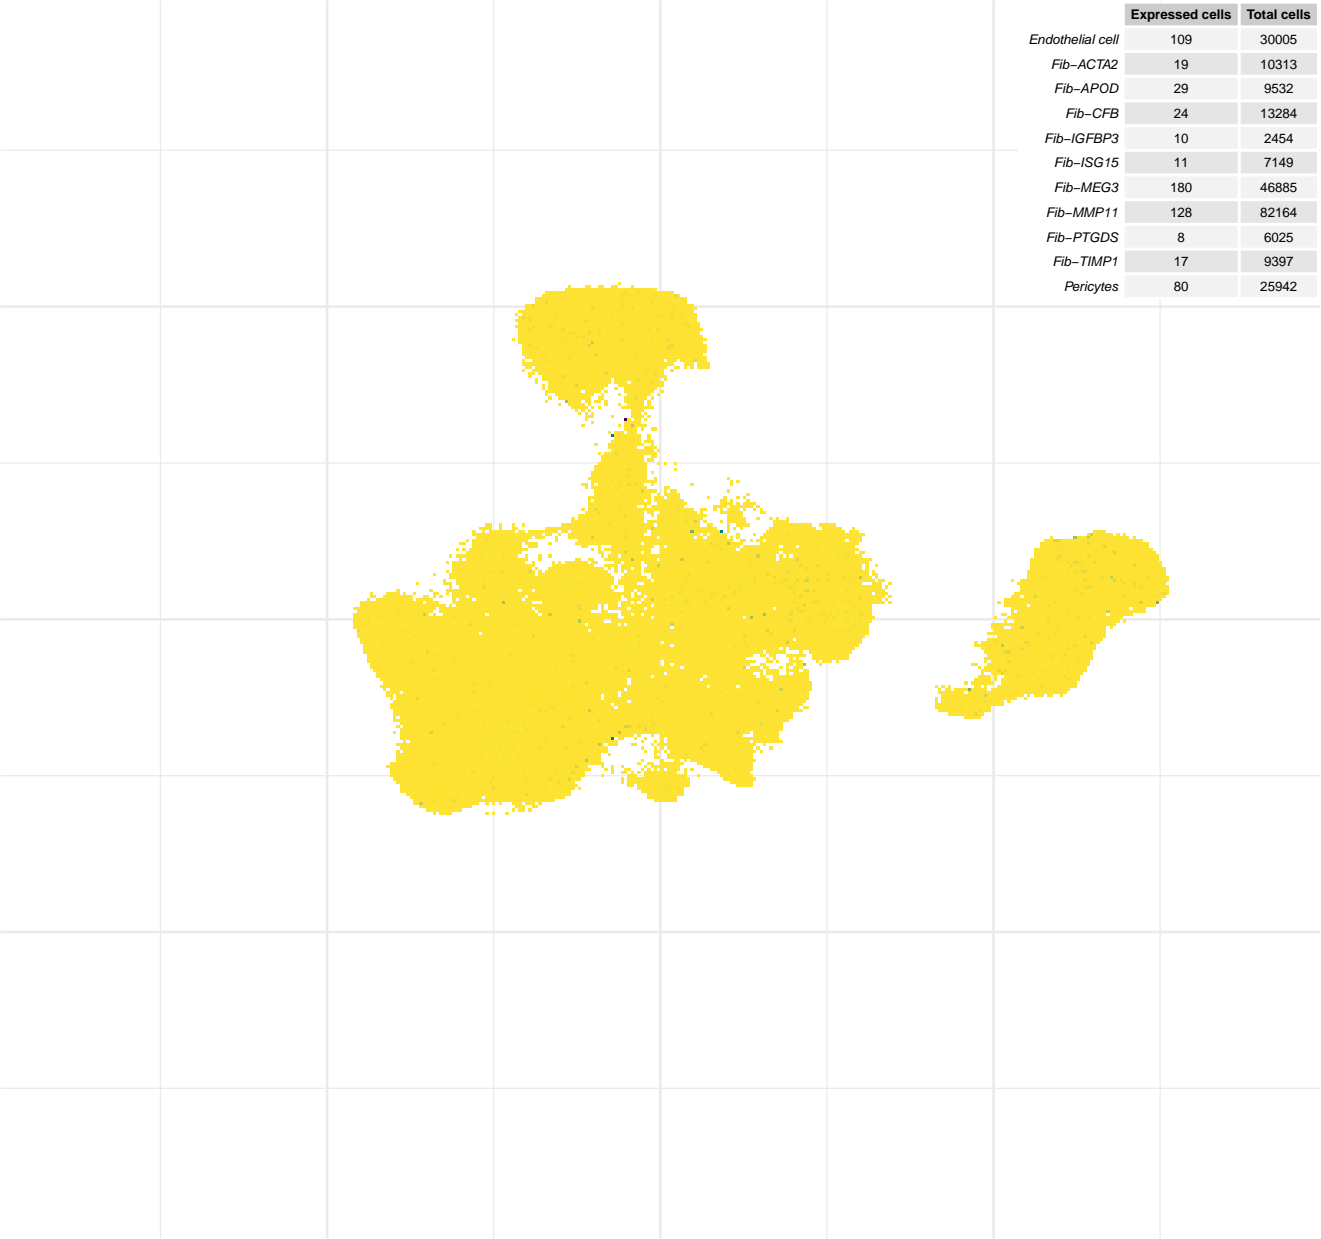 Expressed cells Total cells
Endothelial cell 109 30005
Fib−ACTA2 19 10313
Fib−APOD 29 9532
Fib−CFB 24 13284
Fib−IGFBP3 10 2454
Fib−ISG15 11 7149
Fib−MEG3 180 46885
Fib−MMP11 128 82164
Fib−PTGDS 8 6025
Fib−TIMP1 17 9397
Pericytes 80 25942